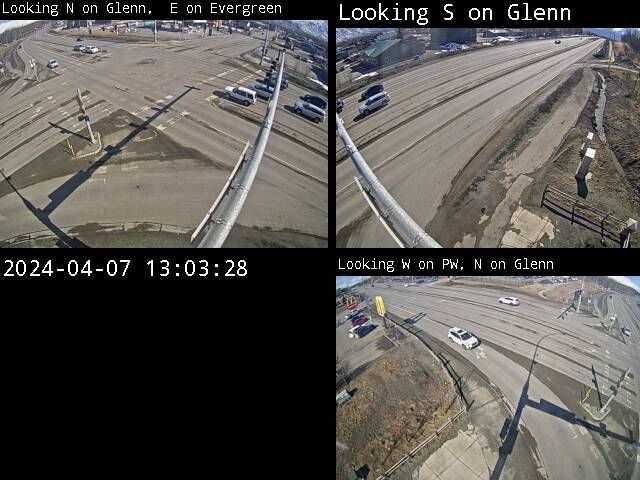 Looking N on Glenn, E on Evergreen
Looking S on Glenn
2024-04-07 13:03:28
Looking W on PW, N on Glenn